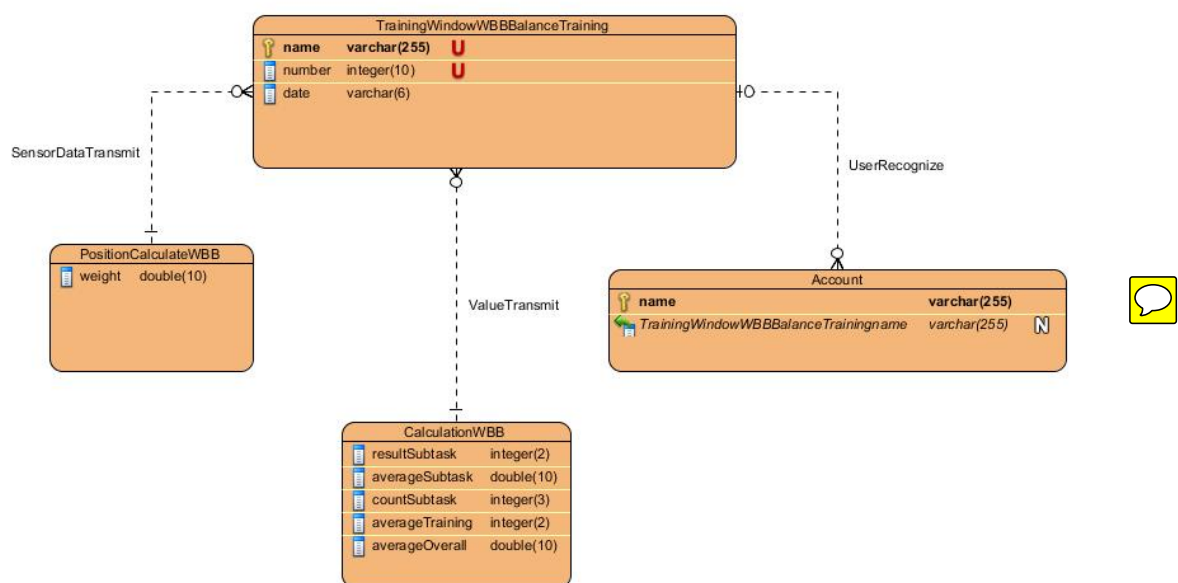 TrainingWindowWBBBalanceTraining
name varchar(255) U
number integer(10) U
date varchar(6)
SensorDataTransmit
UserRecognize
PositionCalculateWBB
weight double(10)
ValueTransmit
Account
name varchar(255)
TrainingWindowWBBBalanceTrainingname varchar(255) N
CalculationWBB
resultSubtask integer(2)
averageSubtask double(10)
countSubtask integer(3)
averageTraining integer(2)
averageOverall double(10)